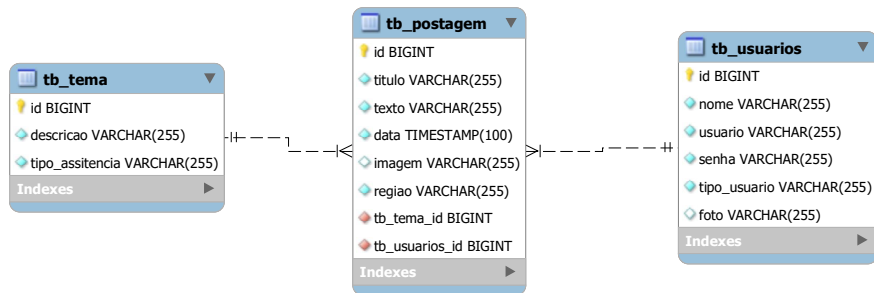 tb_tema
id BIGINT
descricao VARCHAR(255)
tipo_assitencia VARCHAR(255)
Indexes
tb_postagem
id BIGINT
titulo VARCHAR(255)
texto VARCHAR(255)
data TIMESTAMP(100)
imagem VARCHAR(255)
regiao VARCHAR(255)
tb_tema_id BIGINT
tb_usuarios_id BIGINT
Indexes
tb_usuarios
id BIGINT
nome VARCHAR(255)
usuario VARCHAR(255)
senha VARCHAR(255)
tipo_usuario VARCHAR(255)
foto VARCHAR(255)
Indexes